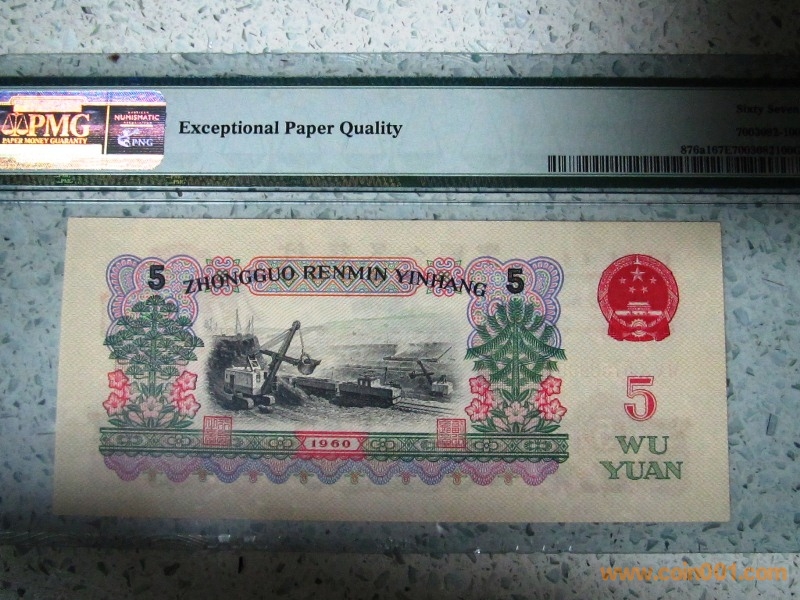 PMG
PAPER MONEY GUARANTY
NUMISMATIC
PNG
Exceptional Paper Quality
Sixty Seven
5
ZHONGGUO RENMIN YINHANG
5
1960
5
WU
YUAN
www.coin001.com